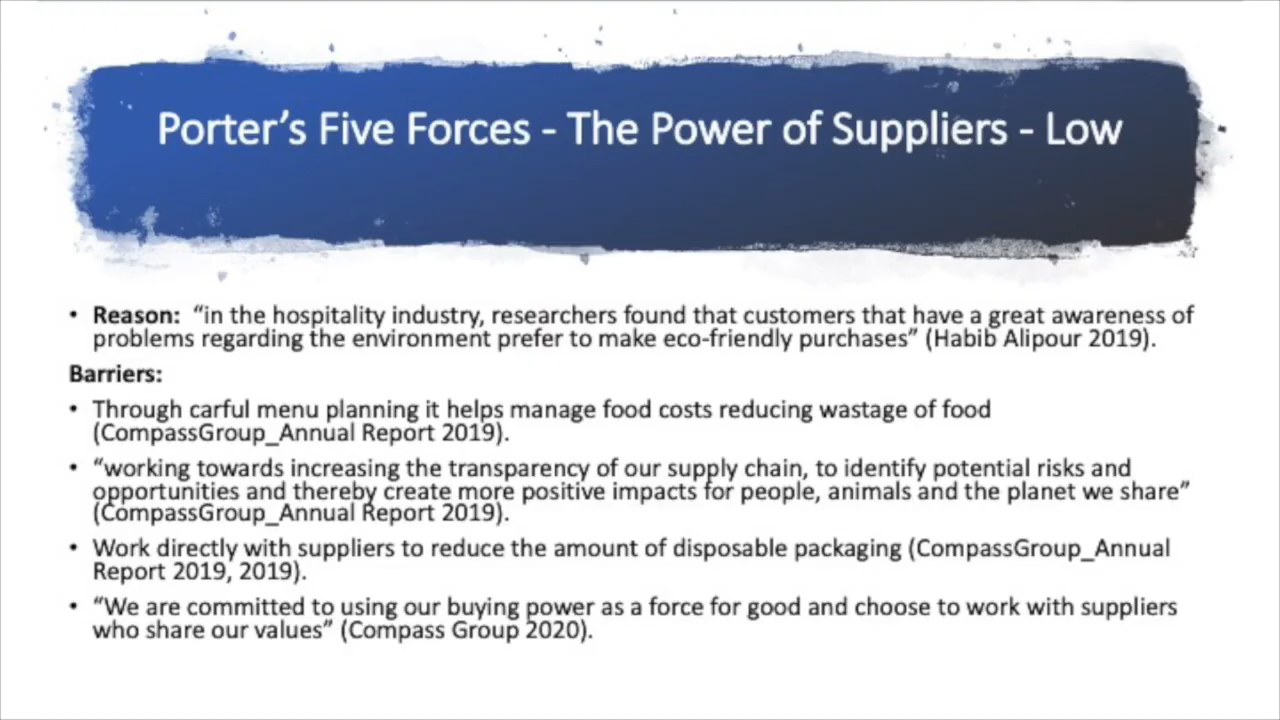 Porter’s Five Forces - The Power of Suppliers - Low
• Reason: “in the hospitality industry, researchers found that customers that have a great awareness of
problems regarding the environment prefer to make eco-friendly purchases” (Habib Alipour 2019).
Barriers:
• Through carful menu planning it helps manage food costs reducing wastage of food
(CompassGroup_Annual Report 2019).
• “working towards increasing the transparency of our supply chain, to identify potential risks and
opportunities and thereby create more positive impacts for people, animals and the planet we share”
(CompassGroup_Annual Report 2019).
• Work directly with suppliers to reduce the amount of disposable packaging (CompassGroup_Annual
Report 2019, 2019).
• “We are committed to using our buying power as a force for good and choose to work with suppliers
who share our values” (Compass Group 2020).